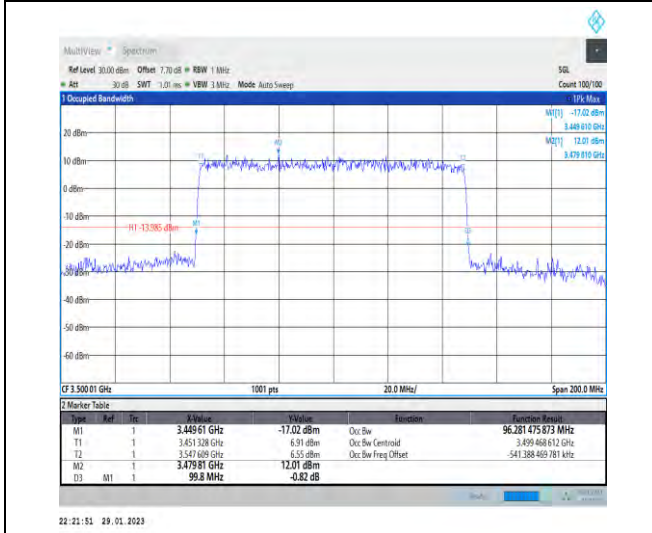 MultiView Spectrum
Ref Level 30.00 dBm Offset 7.70 dB RBW 1 MHz SGL
Att 30 dB SWT 1.01 ms VBW 3 MHz Mode Auto Sweep Count 100/100
1 Occupied Bandwidth 1Pk Max
M1[1] -17.02 dBm
3.449 610 GHz
M2[1] 12.01 dBm
3.479 810 GHz
20 dBm
M2
T1 T2
10 dBm
0 dBm
-10 dBm
H1 -13.985 dBm M1
D3
-20 dBm
-30 dBm
-40 dBm
-50 dBm
-60 dBm
CF 3.500 01 GHz 1001 pts 20.0 MHz/ Span 200.0 MHz
2 Marker Table
Type Ref Trc X-Value Y-Value Function Function Result
M1 1 3.449 61 GHz -17.02 dBm Occ Bw 96.281 475 873 MHz
T1 1 3.451 328 GHz 6.91 dBm Occ Bw Centroid 3.499 468 612 GHz
T2 1 3.547 609 GHz 6.55 dBm Occ Bw Freq Offset -541.388 469 781 kHz
M2 1 3.479 81 GHz 12.01 dBm
D3 M1 1 99.8 MHz -0.82 dB
22:21:51 29.01.2023